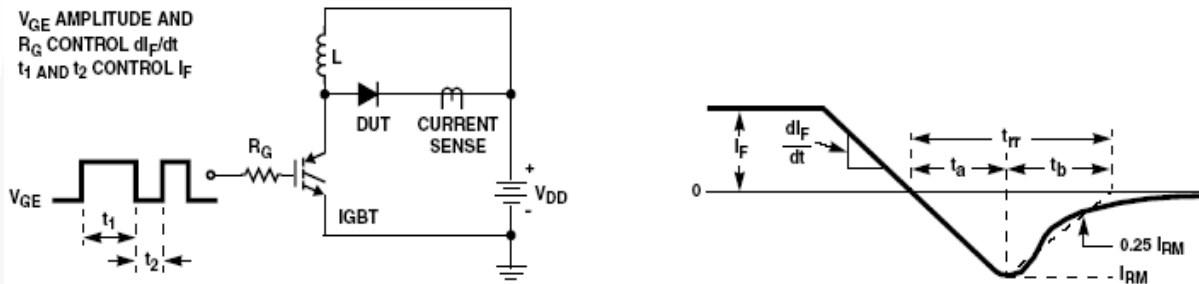 V_GE AMPLITUDE AND
R_G CONTROL dI_F/dt
t_1 AND t_2 CONTROL I_F
L
DUT
CURRENT
SENSE
R_G
V_GE
t_1
t_2
IGBT
+
V_DD
-
I_F
dI_F
dt
t_rr
t_a
t_b
0
0.25 I_RM
I_RM